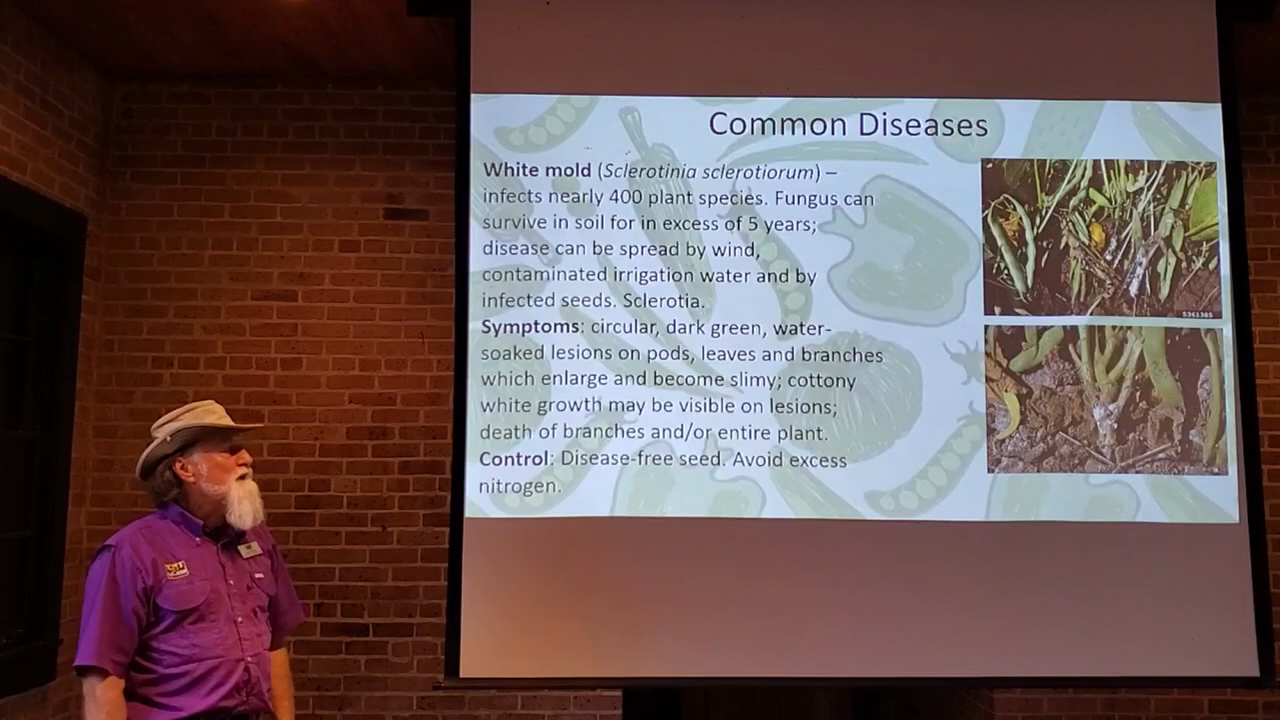 Common Diseases
White mold (Sclerotinia sclerotiorum) –
infects nearly 400 plant species. Fungus can
survive in soil for in excess of 5 years;
disease can be spread by wind,
contaminated irrigation water and by
infected seeds. Sclerotia.
Symptoms: circular, dark green, water-
soaked lesions on pods, leaves and branches
which enlarge and become slimy; cottony
white growth may be visible on lesions;
death of branches and/or entire plant.
Control: Disease-free seed. Avoid excess
nitrogen.
5361385